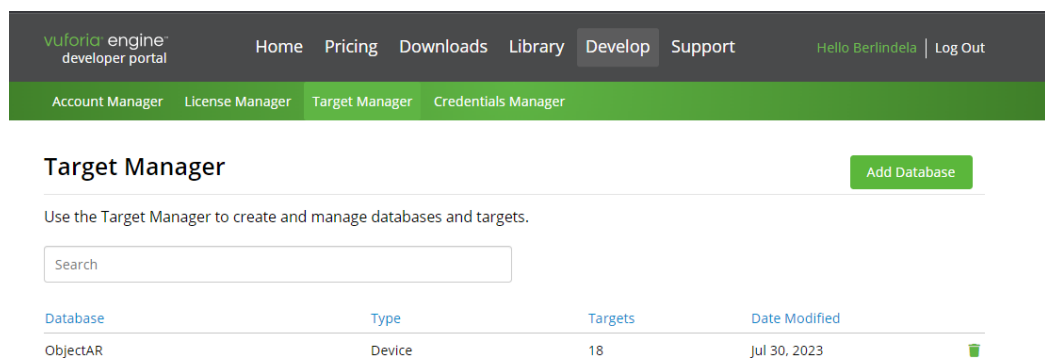 vuforia engine
developer portal
Home Pricing Downloads Library Develop Support
Hello Berlindela | Log Out
Account Manager License Manager Target Manager Credentials Manager
Target Manager
Add Database
Use the Target Manager to create and manage databases and targets.
Search
Database Type Targets Date Modified
ObjectAR Device 18 Jul 30, 2023